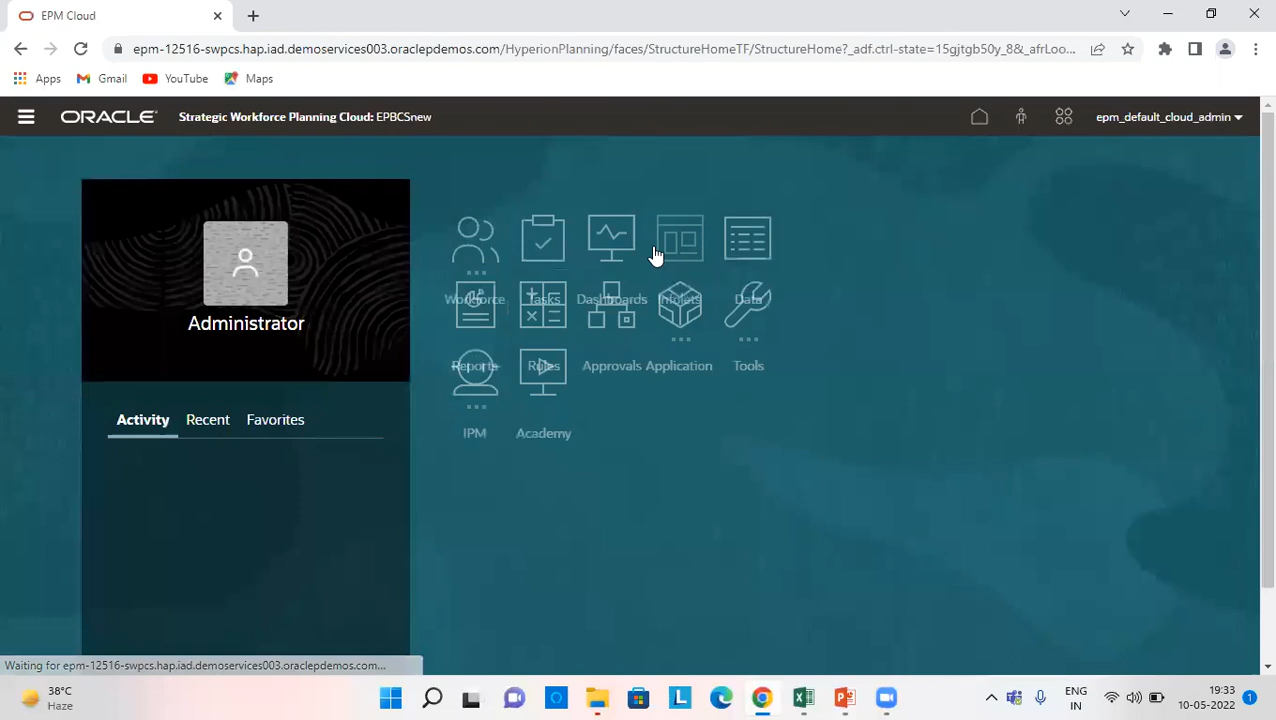 EPM Cloud
epm-12516-swpcs.hap.iad.demoservices003.oraclepdemos.com/HyperionPlanning/faces/StructureHomeTF/StructureHome?_adf.ctrl-state=15gjtgb50y_8&_afrLoo...
Apps Gmail YouTube Maps
ORACLE® Strategic Workforce Planning Cloud: EPBCSnew epm_default_cloud_admin
Administrator
Activity Recent Favorites
Workforce Tasks Dashboards Infolets Data
Reports Rules Approvals Application Tools
IPM Academy
Waiting for epm-12516-swpcs.hap.iad.demoservices003.oraclepdemos.com...
38°C
Haze
ENG
IN
19:33
10-05-2022
1